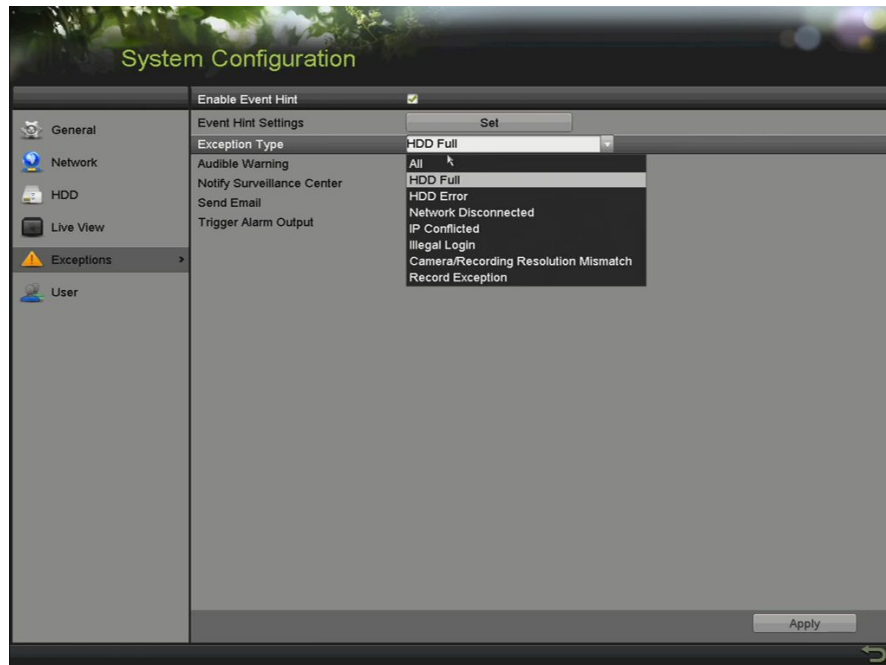 System Configuration
Enable Event Hint
General
Network
HDD
Live View
Exceptions >
User
Event Hint Settings Set
Exception Type HDD Full
Audible Warning
Notify Surveillance Center
Send Email
Trigger Alarm Output
All
HDD Full
HDD Error
Network Disconnected
IP Conflicted
Illegal Login
Camera/Recording Resolution Mismatch
Record Exception
Apply